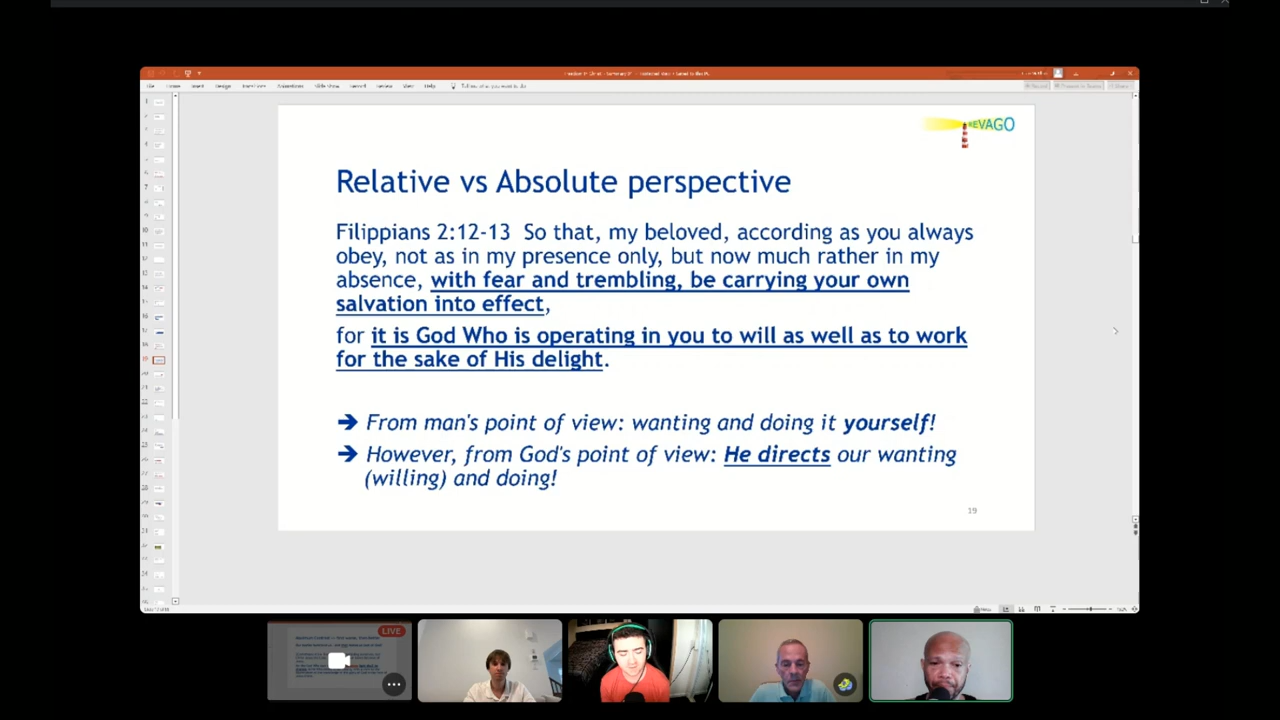 KEVAGO
Relative vs Absolute perspective
Filippians 2:12-13 So that, my beloved, according as you always
obey, not as in my presence only, but now much rather in my
absence, with fear and trembling, be carrying your own
salvation into effect,
for it is God Who is operating in you to will as well as to work
for the sake of His delight.
➔ From man's point of view: wanting and doing it yourself!
➔ However, from God's point of view: He directs our wanting
(willing) and doing!
19
LIVE